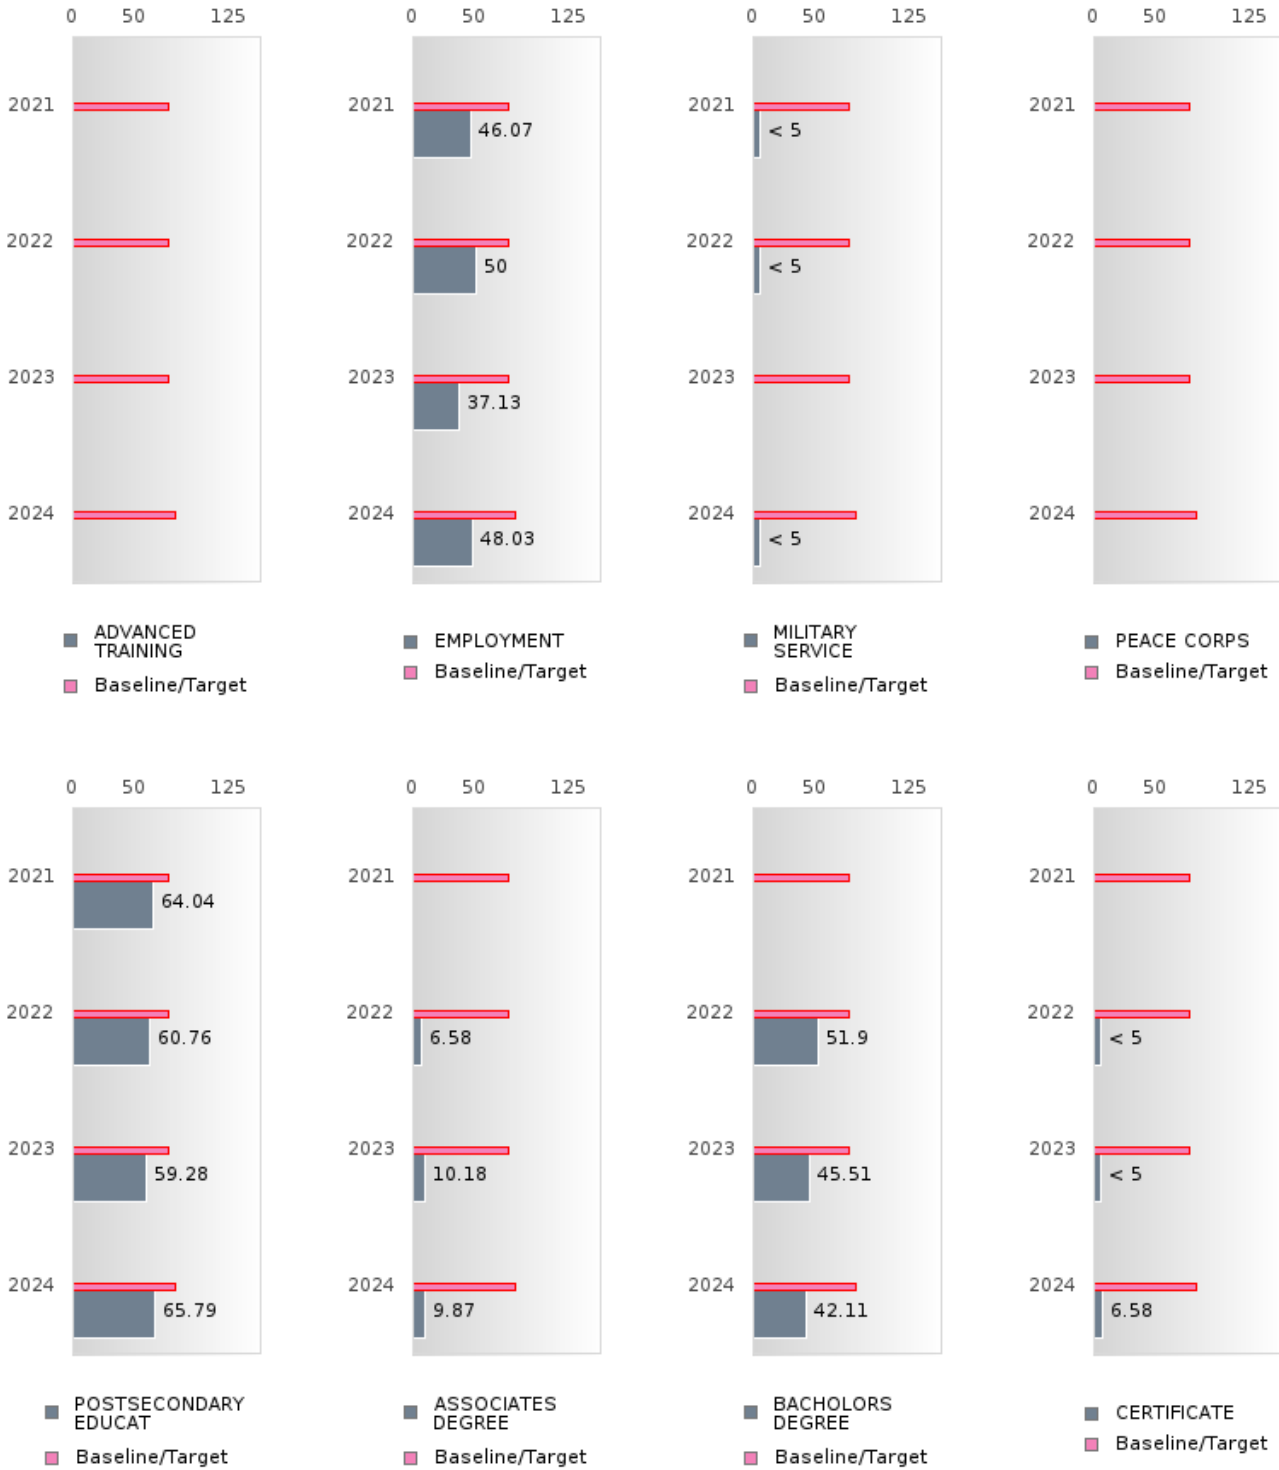 0 50 125
0 50 125
0 50 125
0 50 125
2021
2021
46.07
2021
< 5
2021
2022
2022
50
2022
< 5
2022
2023
2023
37.13
2023
2023
2024
2024
48.03
2024
< 5
2024
ADVANCED
TRAINING
Baseline/Target
EMPLOYMENT
Baseline/Target
MILITARY
SERVICE
Baseline/Target
PEACE CORPS
Baseline/Target
0 50 125
0 50 125
0 50 125
0 50 125
2021
64.04
2021
2021
2021
2022
60.76
2022
6.58
2022
51.9
2022
< 5
2023
59.28
2023
10.18
2023
45.51
2023
< 5
2024
65.79
2024
9.87
2024
42.11
2024
6.58
POSTSECONDARY
EDUCAT
Baseline/Target
ASSOCIATES
DEGREE
Baseline/Target
BACHOLORS
DEGREE
Baseline/Target
CERTIFICATE
Baseline/Target